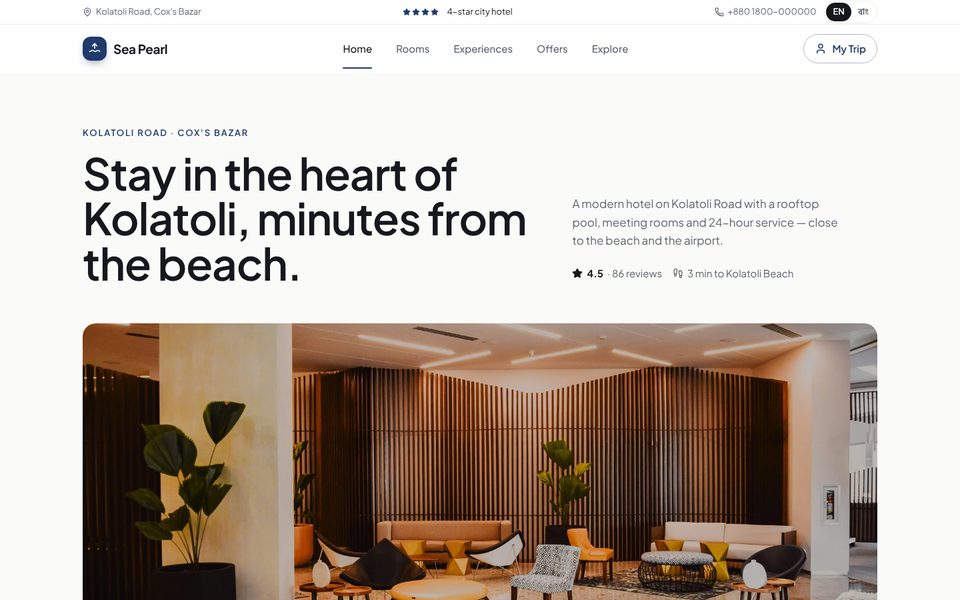 Kolatoli Road, Cox's Bazar
4-star city hotel
+880 1800-000000
EN
বাং
Sea Pearl
Home
Rooms
Experiences
Offers
Explore
My Trip
KOLATOLI ROAD · COX'S BAZAR
Stay in the heart of
Kolatoli, minutes from
the beach.
A modern hotel on Kolatoli Road with a rooftop
pool, meeting rooms and 24-hour service — close
to the beach and the airport.
4.5 · 86 reviews
3 min to Kolatoli Beach